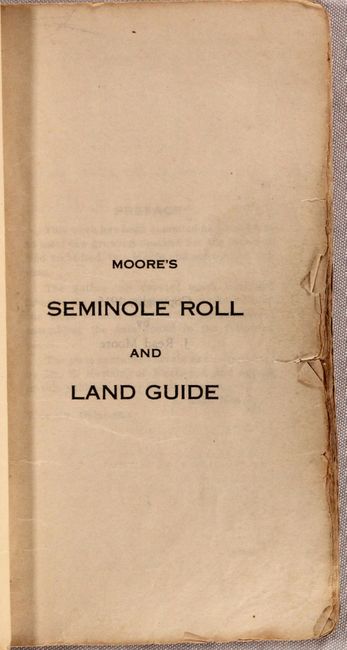 MOORE'S
SEMINOLE ROLL
AND
LAND GUIDE